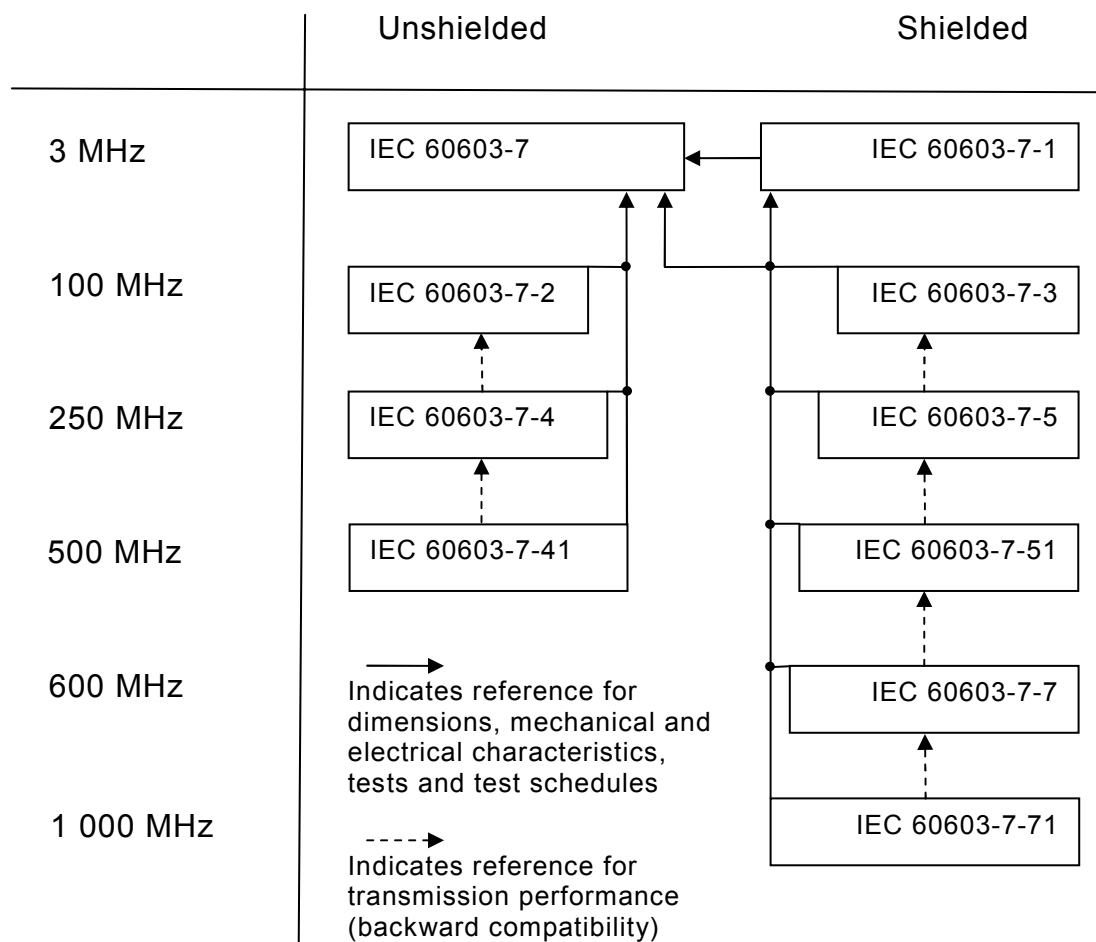 Unshielded Shielded
3 MHz IEC 60603-7 IEC 60603-7-1
100 MHz IEC 60603-7-2 IEC 60603-7-3
250 MHz IEC 60603-7-4 IEC 60603-7-5
500 MHz IEC 60603-7-41 IEC 60603-7-51
600 MHz IEC 60603-7-7
Indicates reference for
dimensions, mechanical and
electrical characteristics,
tests and test schedules
1 000 MHz IEC 60603-7-71
Indicates reference for
transmission performance
(backward compatibility)